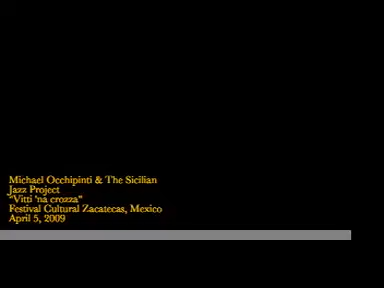 Michael Occhipinti & The Sicilian
Jazz Project
"Vitti 'na crozza"
Festival Cultural Zacatecas, Mexico
April 5, 2009